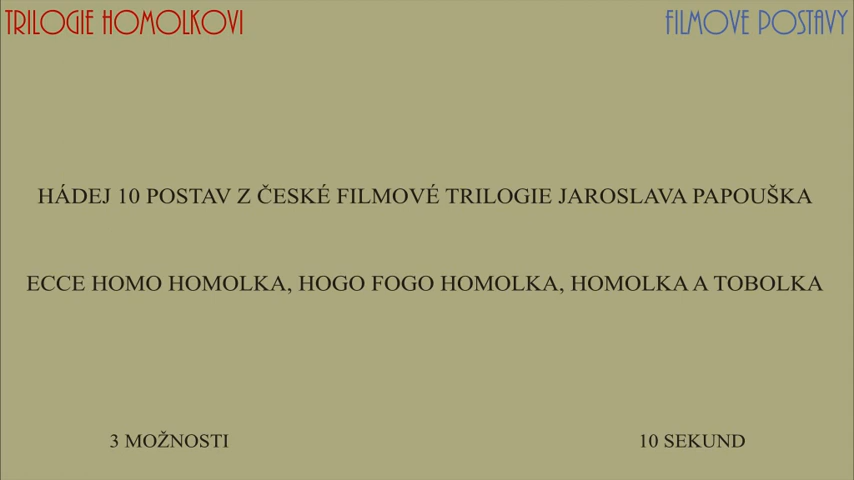 TRILOGIE HOMOLKOVI
FILMOVE POSTAVY
HÁDEJ 10 POSTAV Z ČESKÉ FILMOVÉ TRILOGIE JAROSLAVA PAPOUŠKA
ECCE HOMO HOMOLKA, HOGO FOGO HOMOLKA, HOMOLKA A TOBOLKA
3 MOŽNOSTI
10 SEKUND